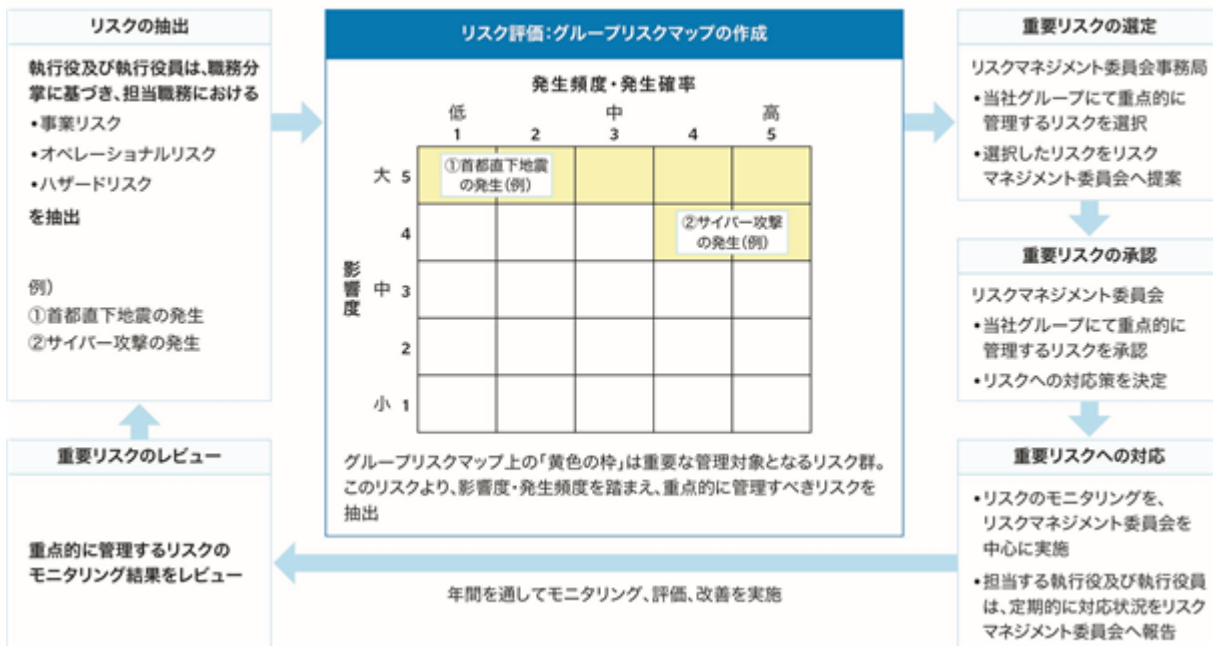 リスクの抽出
執行役及び執行役員は、職務分
掌に基づき、担当職務における
•事業リスク
•オペレーショナルリスク
•ハザードリスク
を抽出
例）
①首都直下地震の発生
②サイバー攻撃の発生
リスク評価：グループリスクマップの作成
発生頻度・発生確率
低 中 高
1 2 3 4 5
影響度
大 5
4
中 3
2
小 1
①首都直下地震
の発生（例）
②サイバー攻撃
の発生（例）
グループリスクマップ上の「黄色の枠」は重要な管理対象となるリスク群。
このリスクより、影響度・発生頻度を踏まえ、重点的に管理すべきリスクを
抽出
重要リスクの選定
リスクマネジメント委員会事務局
•当社グループにて重点的に
管理するリスクを選択
•選択したリスクをリスク
マネジメント委員会へ提案
重要リスクの承認
リスクマネジメント委員会
•当社グループにて重点的に
管理するリスクを承認
•リスクへの対応策を決定
重要リスクへの対応
•リスクのモニタリングを、
リスクマネジメント委員会を
中心に実施
•担当する執行役及び執行役員
は、定期的に対応状況をリスク
マネジメント委員会へ報告
年間を通してモニタリング、評価、改善を実施
重要リスクのレビュー
重点的に管理するリスクの
モニタリング結果をレビュー